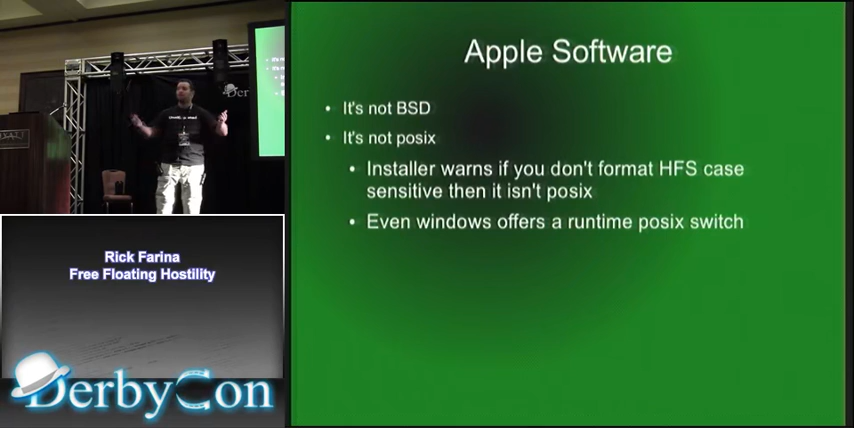 Apple Software
• It's not BSD
• It's not posix
• Installer warns if you don't format HFS case
sensitive then it isn't posix
• Even windows offers a runtime posix switch
Rick Farina
Free Floating Hostility
DerbyCon